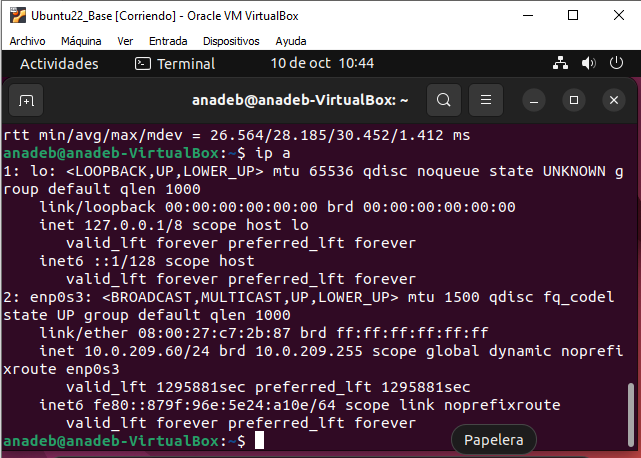 Ubuntu22_Base [Corriendo] - Oracle VM VirtualBox
Archivo Máquina Ver Entrada Dispositivos Ayuda
Actividades Terminal 10 de oct 10:44
anadeb@anadeb-VirtualBox: ~
rtt min/avg/max/mdev = 26.564/28.185/30.452/1.412 ms
anadeb@anadeb-VirtualBox:~$ ip a
1: lo: <LOOPBACK,UP,LOWER_UP> mtu 65536 qdisc noqueue state UNKNOWN g
roup default qlen 1000
    link/loopback 00:00:00:00:00:00 brd 00:00:00:00:00:00
    inet 127.0.0.1/8 scope host lo
       valid_lft forever preferred_lft forever
    inet6 ::1/128 scope host
       valid_lft forever preferred_lft forever
2: enp0s3: <BROADCAST,MULTICAST,UP,LOWER_UP> mtu 1500 qdisc fq_codel
state UP group default qlen 1000
    link/ether 08:00:27:c7:2b:87 brd ff:ff:ff:ff:ff:ff
    inet 10.0.209.60/24 brd 10.0.209.255 scope global dynamic noprefi
xroute enp0s3
       valid_lft 1295881sec preferred_lft 1295881sec
    inet6 fe80::879f:96e:5e24:a10e/64 scope link noprefixroute
       valid_lft forever preferred_lft forever
anadeb@anadeb-VirtualBox:~$
Papelera